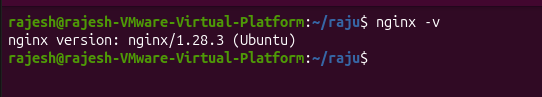 rajesh@rajesh-VMware-Virtual-Platform:~/raju$ nginx -v
nginx version: nginx/1.28.3 (Ubuntu)
rajesh@rajesh-VMware-Virtual-Platform:~/raju$